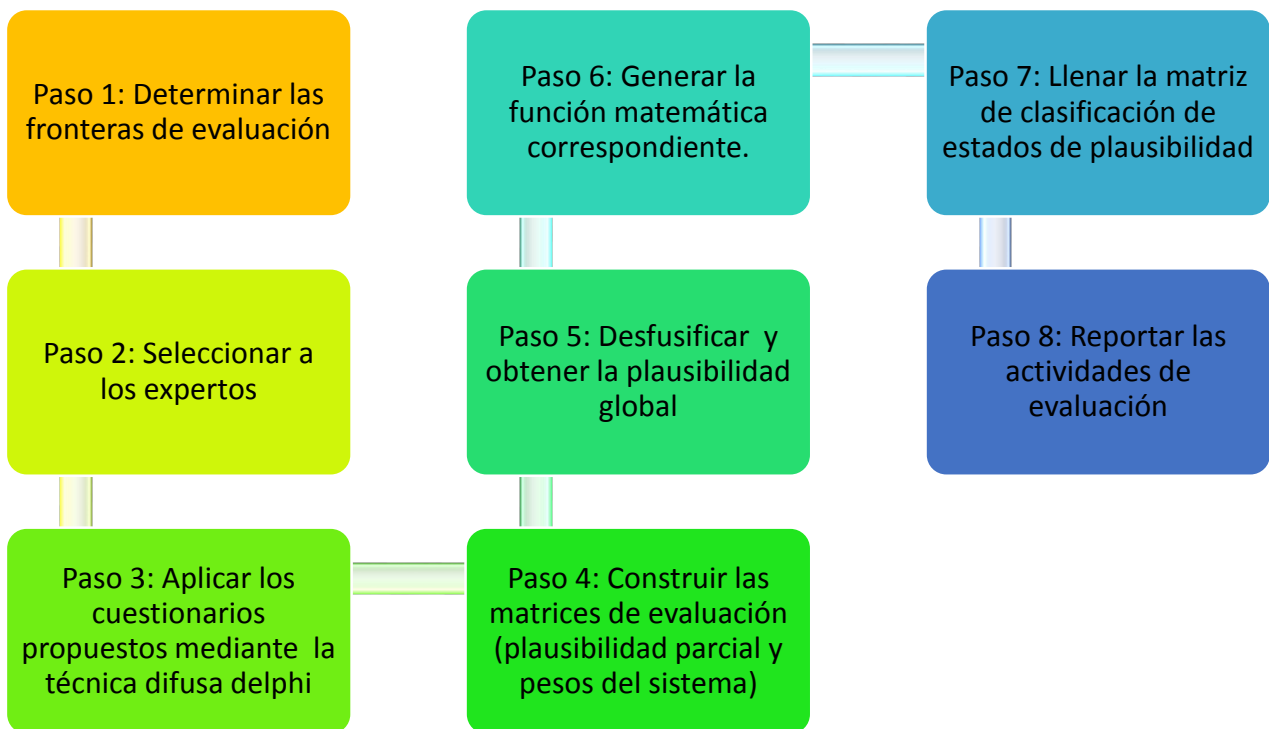 Paso 1: Determinar las
fronteras de evaluación
Paso 2: Seleccionar a
los expertos
Paso 3: Aplicar los
cuestionarios
propuestos mediante  la
técnica difusa delphi
Paso 4: Construir las
matrices de evaluación
(plausibilidad parcial y
pesos del sistema)
Paso 5: Desfusificar  y
obtener la plausibilidad
global
Paso 6: Generar la
función matemática
correspondiente.
Paso 7: Llenar la matriz
de clasificación de
estados de plausibilidad
Paso 8: Reportar las
actividades de
evaluación